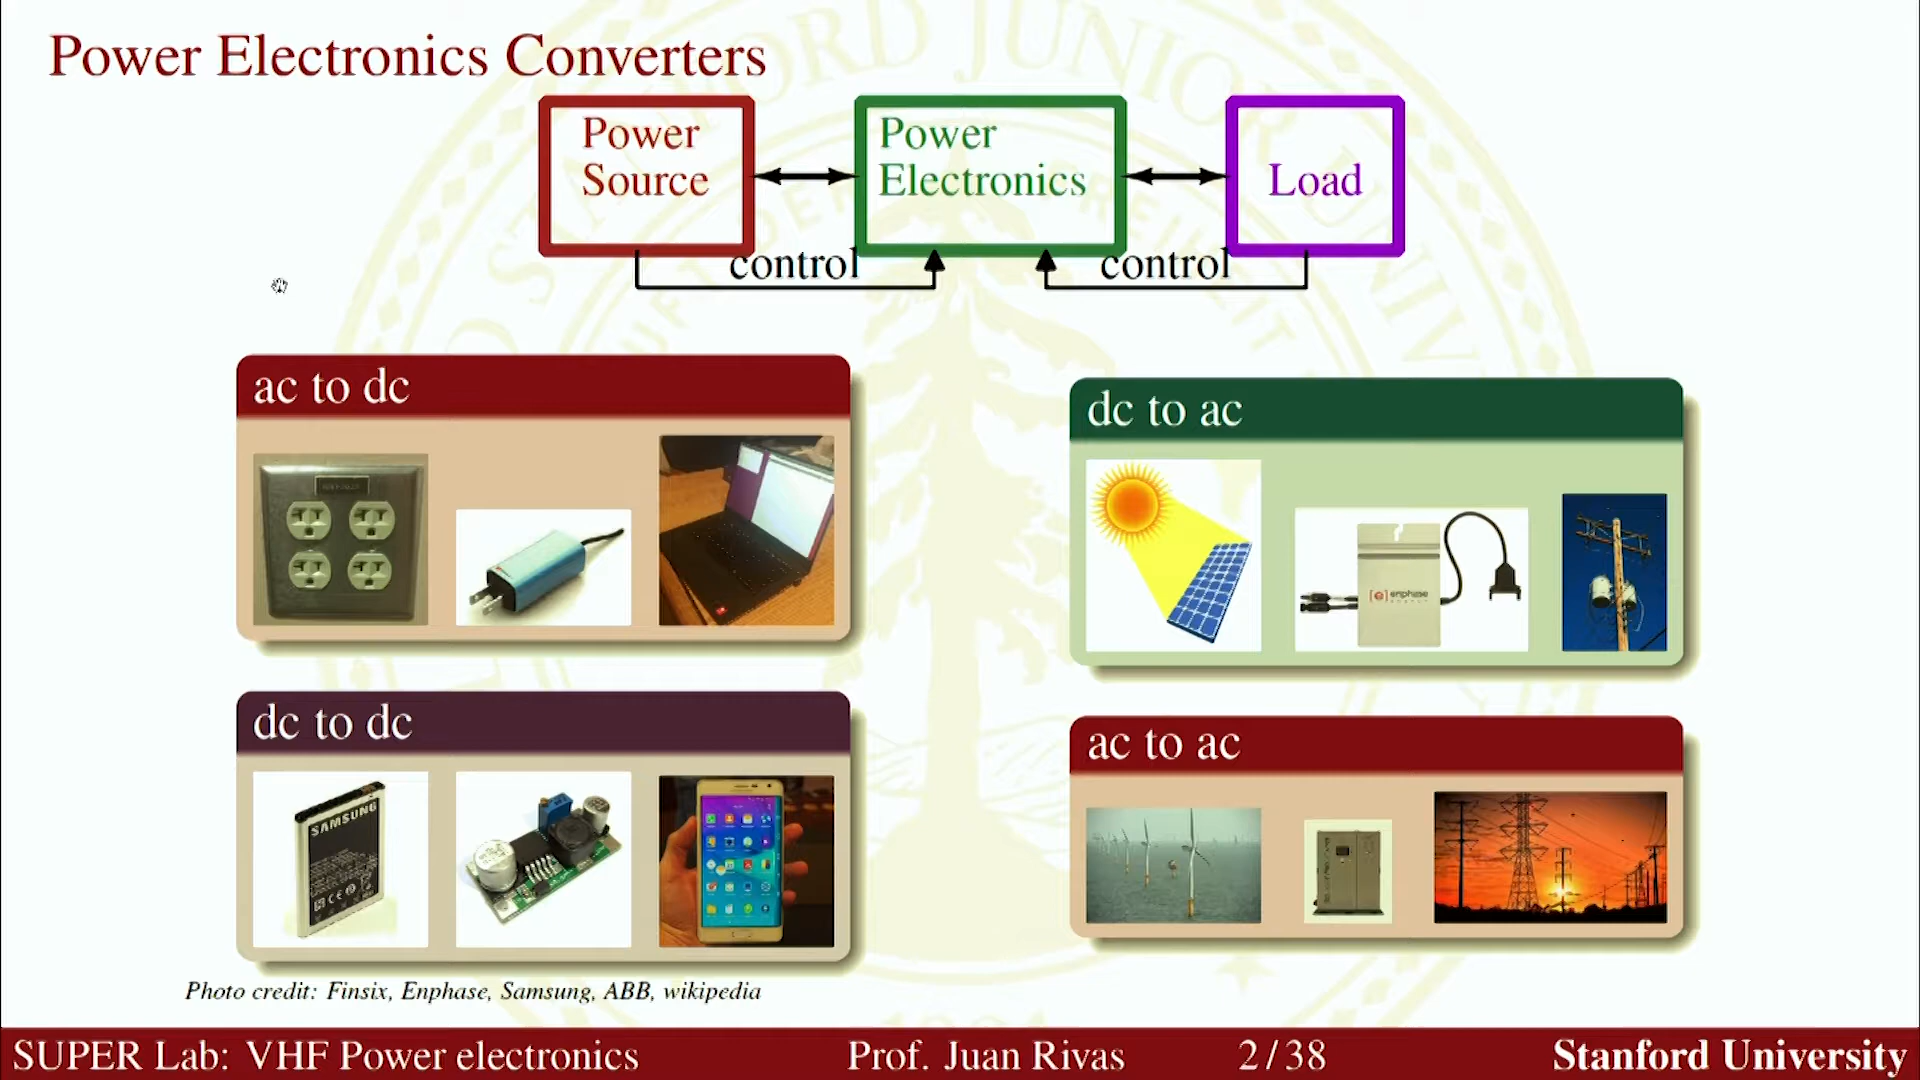 Power Electronics Converters
Power
Source
Power
Electronics
Load
control
control
ac to dc
dc to ac
enphase
dc to dc
SAMSUNG
ac to ac
Photo credit: Finsix, Enphase, Samsung, ABB, wikipedia
SUPER Lab: VHF Power electronics
Prof. Juan Rivas
2/38
Stanford University